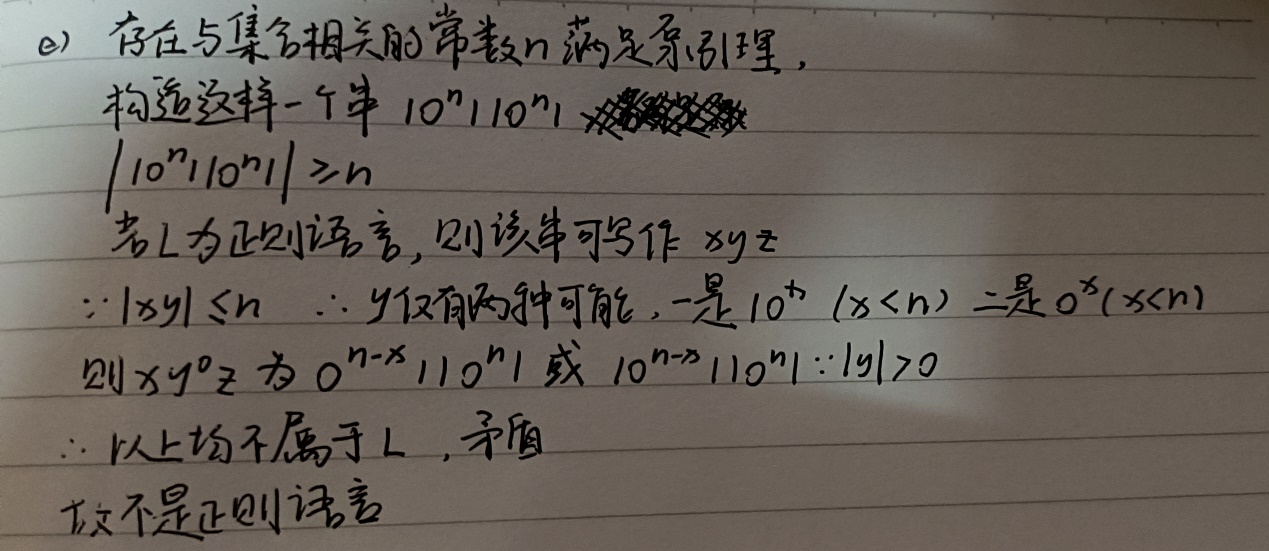 e) 存在与集合相关的常数n 满足泵引理,
构造这样一个串 10ⁿ110ⁿ1
|10ⁿ110ⁿ1| ≥ n
若L为正则语言, 则该串可写作 xyz
∵ |xy| ≤ n ∴ y仅有两种可能, 一是 10ˣ (x<n) 二是 0ˣ (x<n)
则 xy⁰z 为 0ⁿ⁻ˣ110ⁿ1 或 10ⁿ⁻ˣ110ⁿ1 ∵ |y|>0
∴ 以上均不属于 L , 矛盾
故不是正则语言